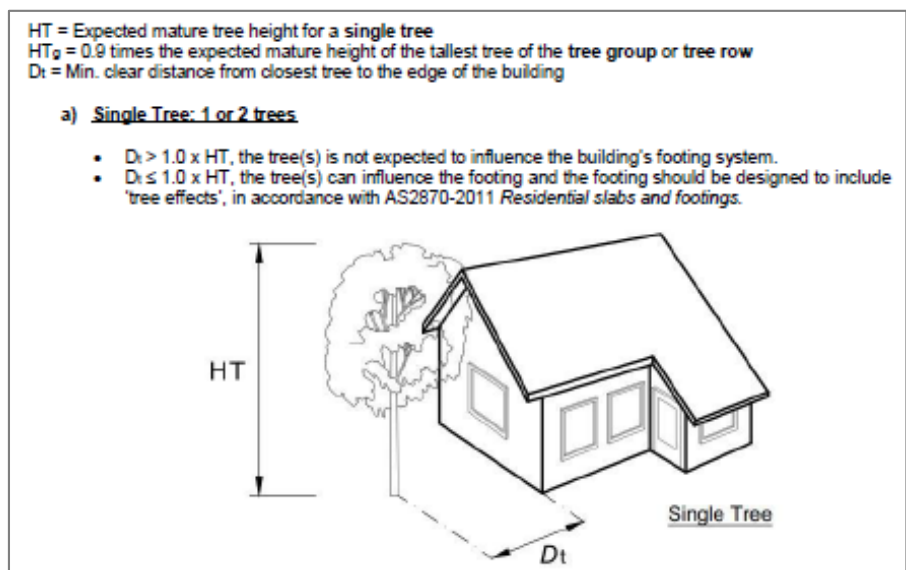 HT = Expected mature tree height for a single tree
HTg = 0.9 times the expected mature height of the tallest tree of the tree group or tree row
Dt = Min. clear distance from closest tree to the edge of the building
a) Single Tree: 1 or 2 trees
• Dt > 1.0 x HT, the tree(s) is not expected to influence the building's footing system.
• Dt ≤ 1.0 x HT, the tree(s) can influence the footing and the footing should be designed to include
'tree effects', in accordance with AS2870-2011 Residential slabs and footings.
HT
Single Tree
Dt